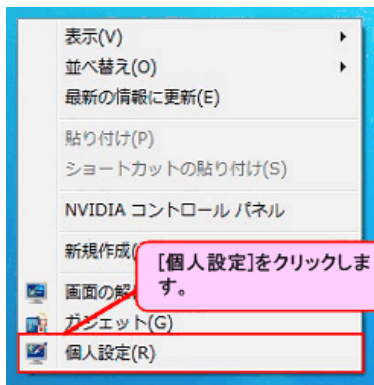 表示(V)
並べ替え(O)
最新の情報に更新(E)
貼り付け(P)
ショートカットの貼り付け(S)
NVIDIA コントロール パネル
新規作成(
[個人設定]をクリックしま
す。
画面の解
ガジェット(G)
個人設定(R)